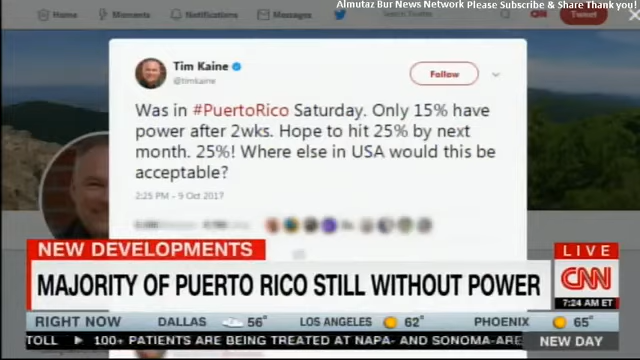 Almutaz Bur News Network Please Subscribe & Share Thank you!
Home
Moments
Notifications
Messages
Tweet
Tim Kaine
@timkaine
Follow
Was in #PuertoRico Saturday. Only 15% have
power after 2wks. Hope to hit 25% by next
month. 25%! Where else in USA would this be
acceptable?
2:25 PM - 9 Oct 2017
NEW DEVELOPMENTS
MAJORITY OF PUERTO RICO STILL WITHOUT POWER
LIVE
CNN
7:24 AM ET
RIGHT NOW DALLAS 56° LOS ANGELES 62° PHOENIX 65°
TOLL ▶ 100+ PATIENTS ARE BEING TREATED AT NAPA- AND SONOMA-ARE
NEW DAY